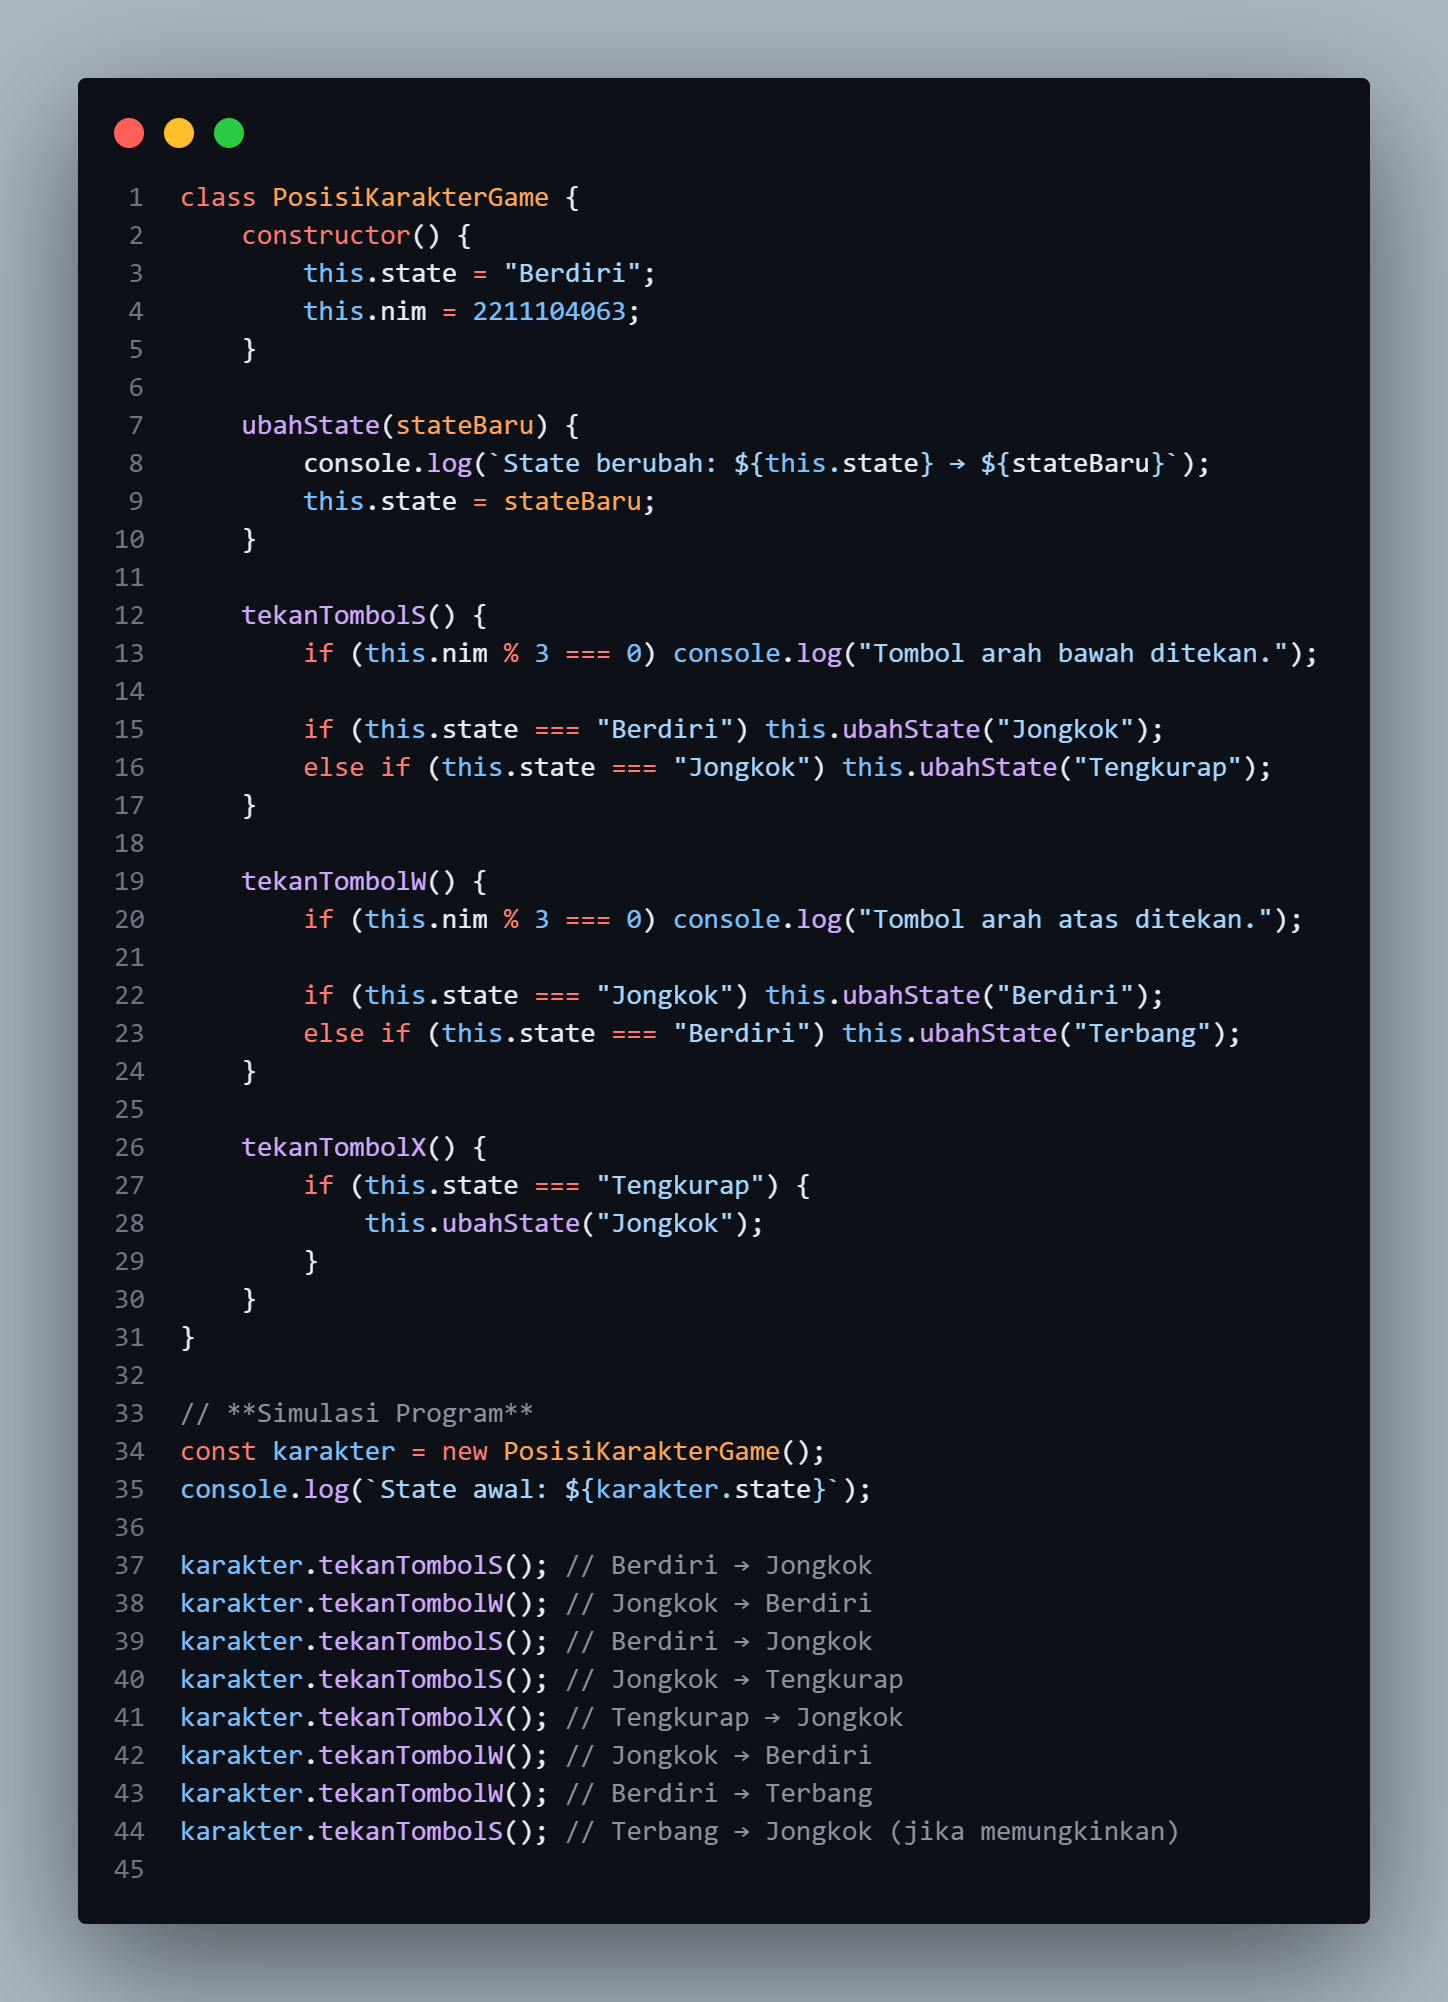 1 class PosisiKarakterGame {
2     constructor() {
3         this.state = "Berdiri";
4         this.nim = 2211104063;
5     }
6
7     ubahState(stateBaru) {
8         console.log(`State berubah: ${this.state} → ${stateBaru}`);
9         this.state = stateBaru;
10     }
11
12     tekanTombolS() {
13         if (this.nim % 3 === 0) console.log("Tombol arah bawah ditekan.");
14
15         if (this.state === "Berdiri") this.ubahState("Jongkok");
16         else if (this.state === "Jongkok") this.ubahState("Tengkurap");
17     }
18
19     tekanTombolW() {
20         if (this.nim % 3 === 0) console.log("Tombol arah atas ditekan.");
21
22         if (this.state === "Jongkok") this.ubahState("Berdiri");
23         else if (this.state === "Berdiri") this.ubahState("Terbang");
24     }
25
26     tekanTombolX() {
27         if (this.state === "Tengkurap") {
28             this.ubahState("Jongkok");
29         }
30     }
31 }
32
33 // **Simulasi Program**
34 const karakter = new PosisiKarakterGame();
35 console.log(`State awal: ${karakter.state}`);
36
37 karakter.tekanTombolS(); // Berdiri → Jongkok
38 karakter.tekanTombolW(); // Jongkok → Berdiri
39 karakter.tekanTombolS(); // Berdiri → Jongkok
40 karakter.tekanTombolS(); // Jongkok → Tengkurap
41 karakter.tekanTombolX(); // Tengkurap → Jongkok
42 karakter.tekanTombolW(); // Jongkok → Berdiri
43 karakter.tekanTombolW(); // Berdiri → Terbang
44 karakter.tekanTombolS(); // Terbang → Jongkok (jika memungkinkan)
45